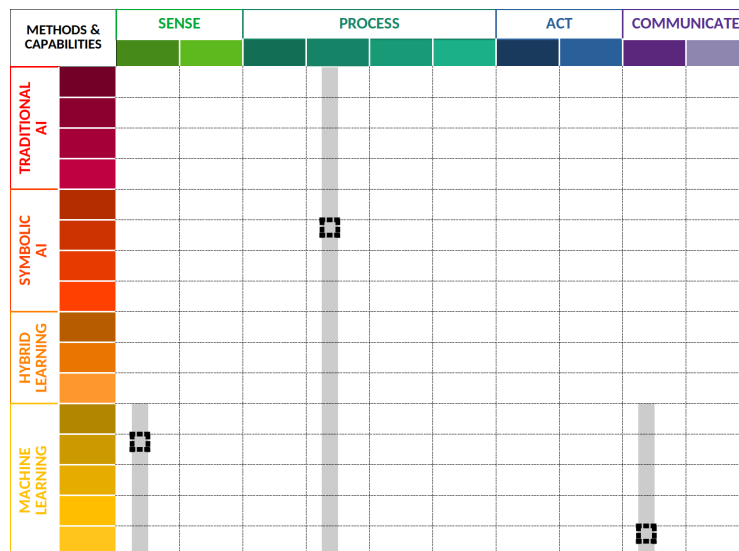 METHODS &
CAPABILITIES
SENSE
PROCESS
ACT
COMMUNICATE
TRADITIONAL
AI
SYMBOLIC
AI
HYBRID
LEARNING
MACHINE
LEARNING